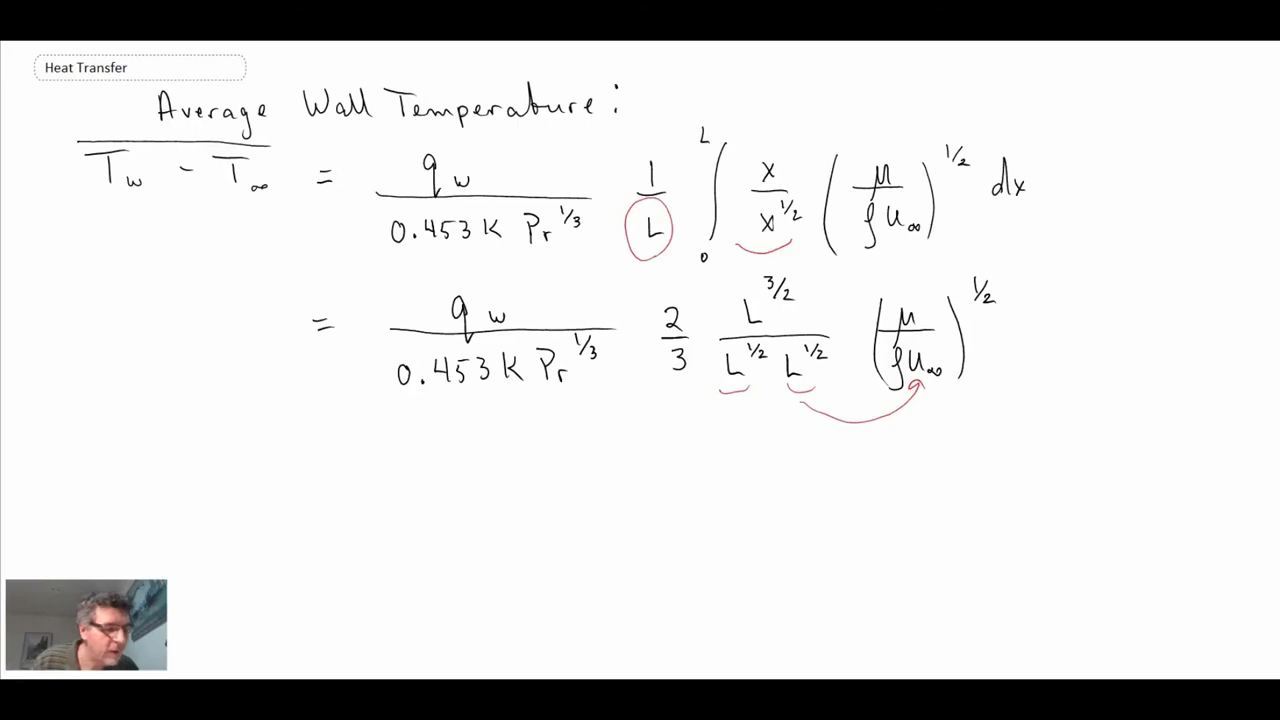 Heat Transfer
Average Wall Temperature:
T_w - T_∞ = q_w / (0.453 K Pr^1/3) 1/L ∫_0^L x / x^1/2 (μ / ρu_∞)^1/2 dx
= q_w / (0.453 K Pr^1/3) 2/3 L^3/2 / (L^1/2 L^1/2) (μ / ρu_∞)^1/2